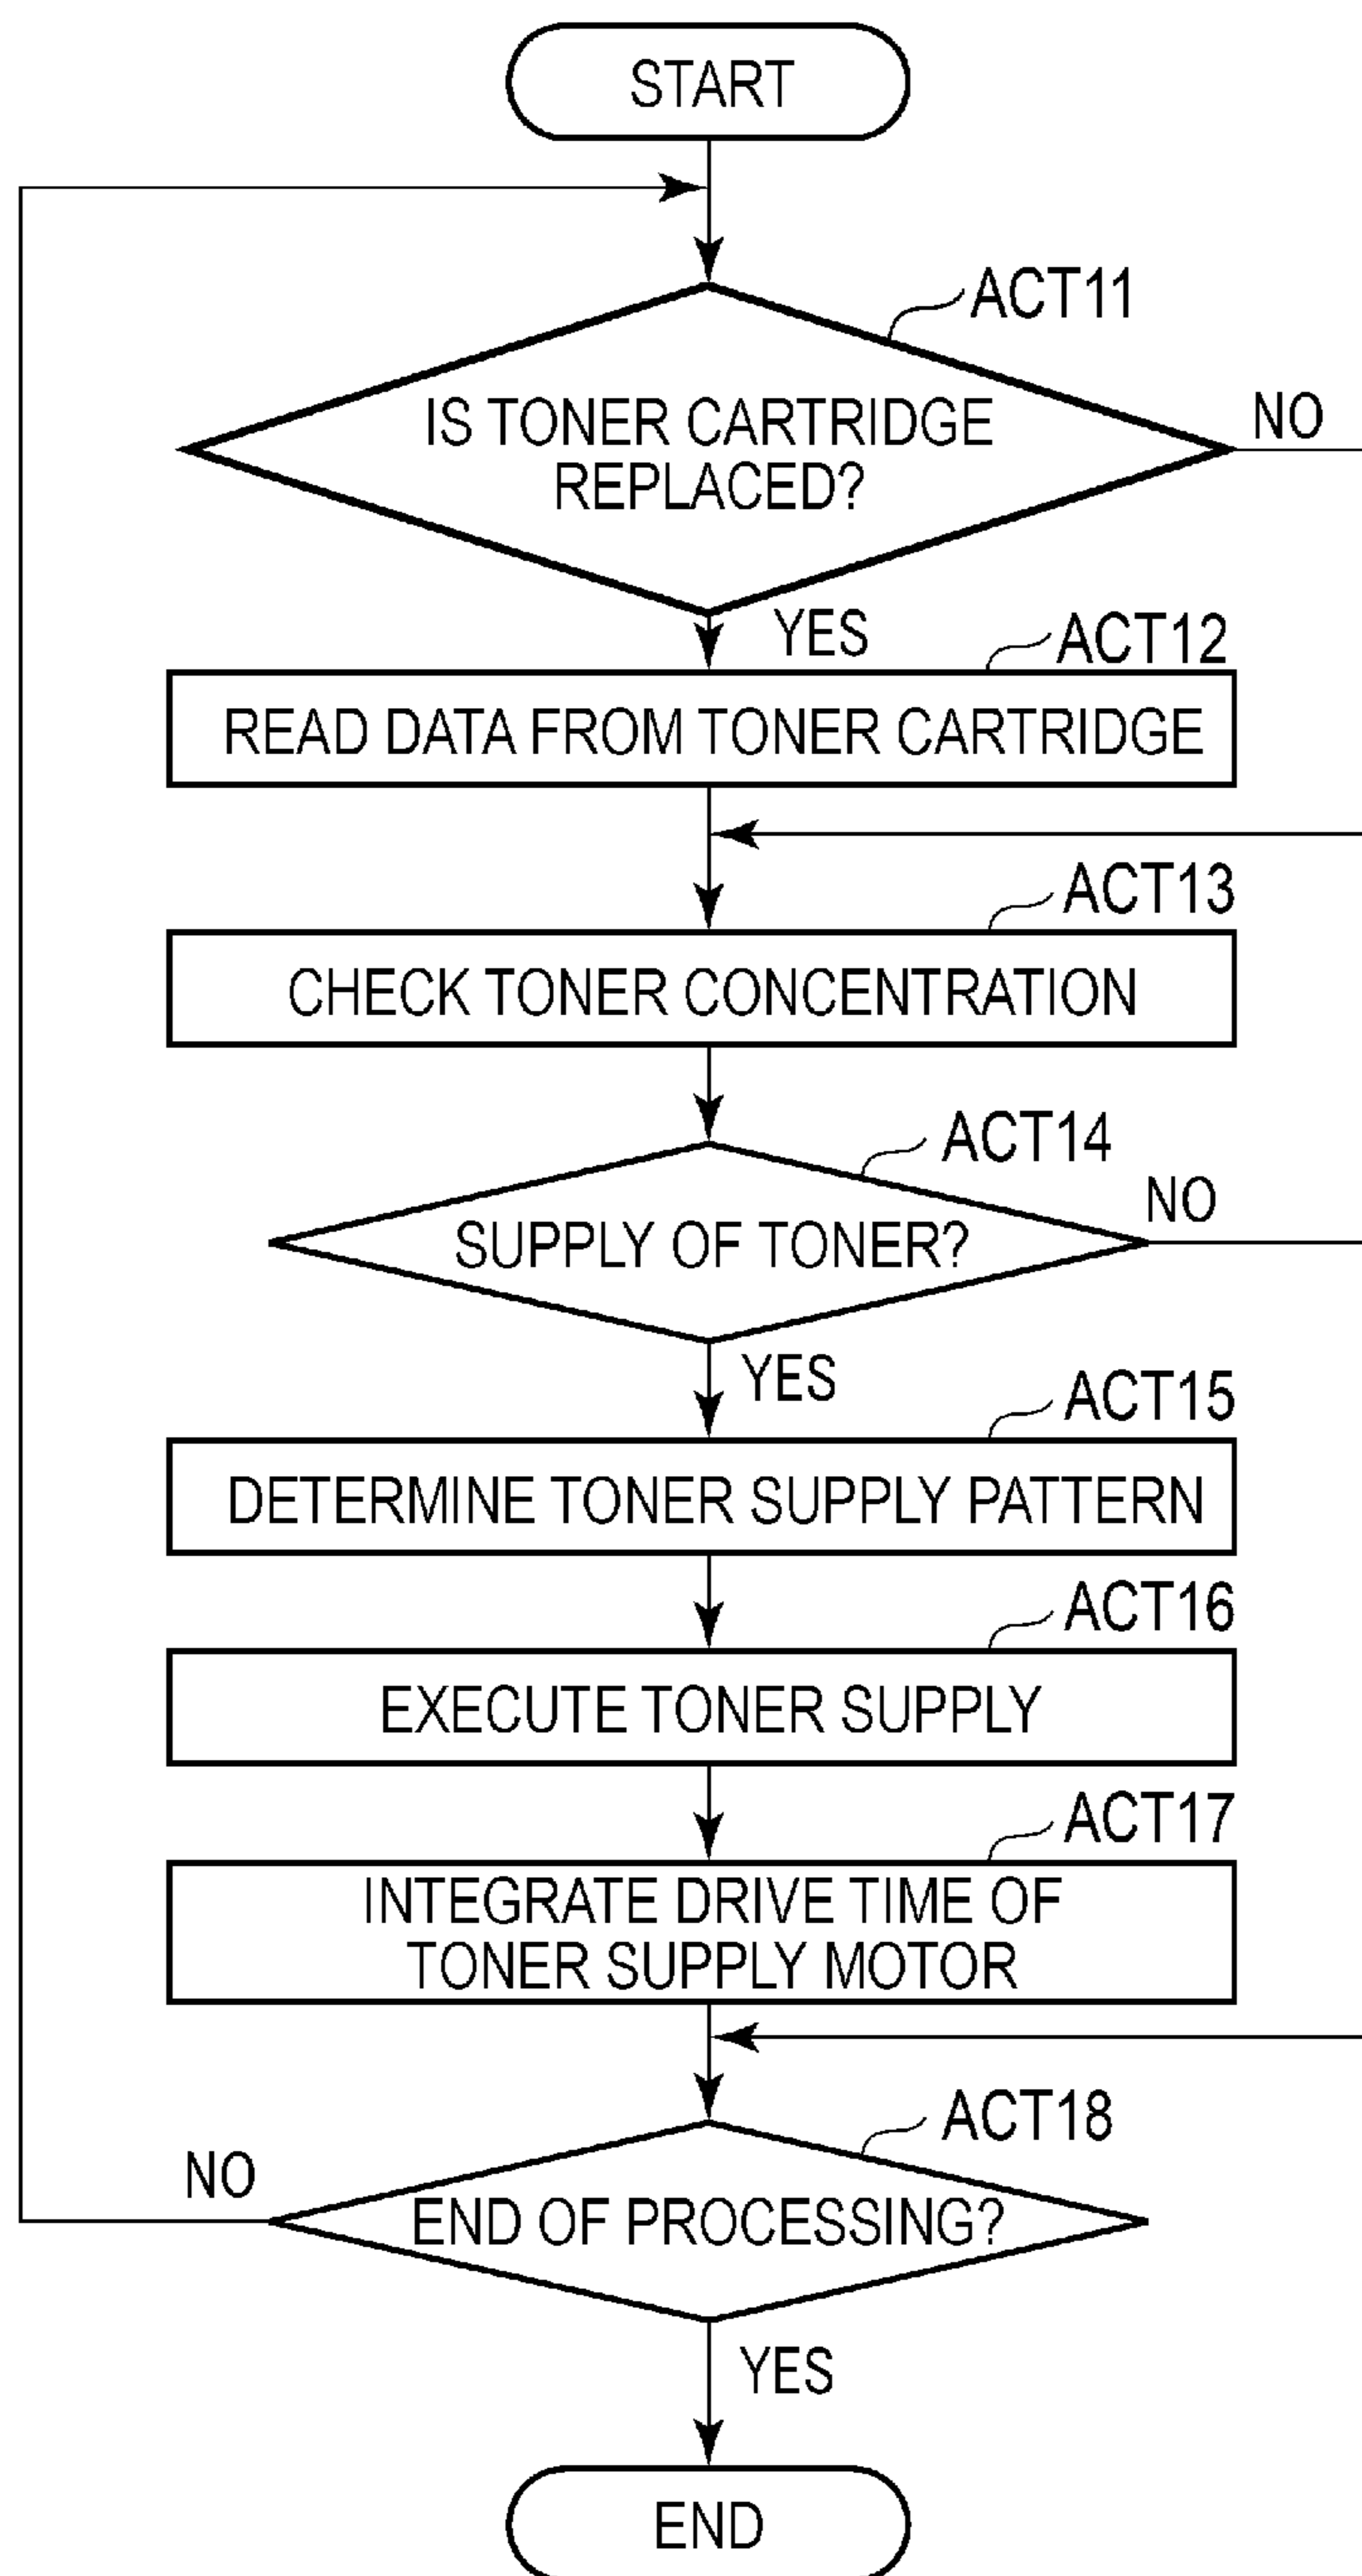 START
ACT11
IS TONER CARTRIDGE
REPLACED?
NO
YES
ACT12
READ DATA FROM TONER CARTRIDGE
ACT13
CHECK TONER CONCENTRATION
ACT14
SUPPLY OF TONER?
NO
YES
ACT15
DETERMINE TONER SUPPLY PATTERN
ACT16
EXECUTE TONER SUPPLY
ACT17
INTEGRATE DRIVE TIME OF
TONER SUPPLY MOTOR
ACT18
NO
END OF PROCESSING?
YES
END